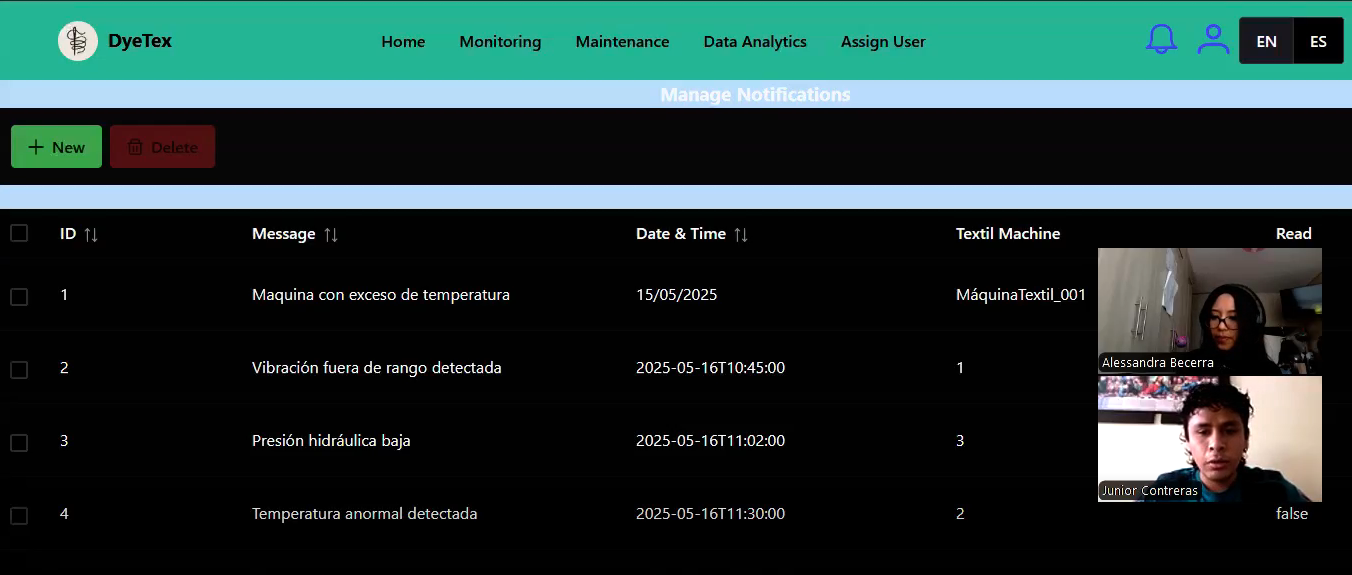 DyeTex Home Monitoring Maintenance Data Analytics Assign User EN ES
Manage Notifications
New Delete
ID Message Date & Time Textil Machine Read
1 Maquina con exceso de temperatura 15/05/2025 MáquinaTextil_001
2 Vibración fuera de rango detectada 2025-05-16T10:45:00 1
Alessandra Becerra
3 Presión hidráulica baja 2025-05-16T11:02:00 3
Junior Contreras
4 Temperatura anormal detectada 2025-05-16T11:30:00 2 false